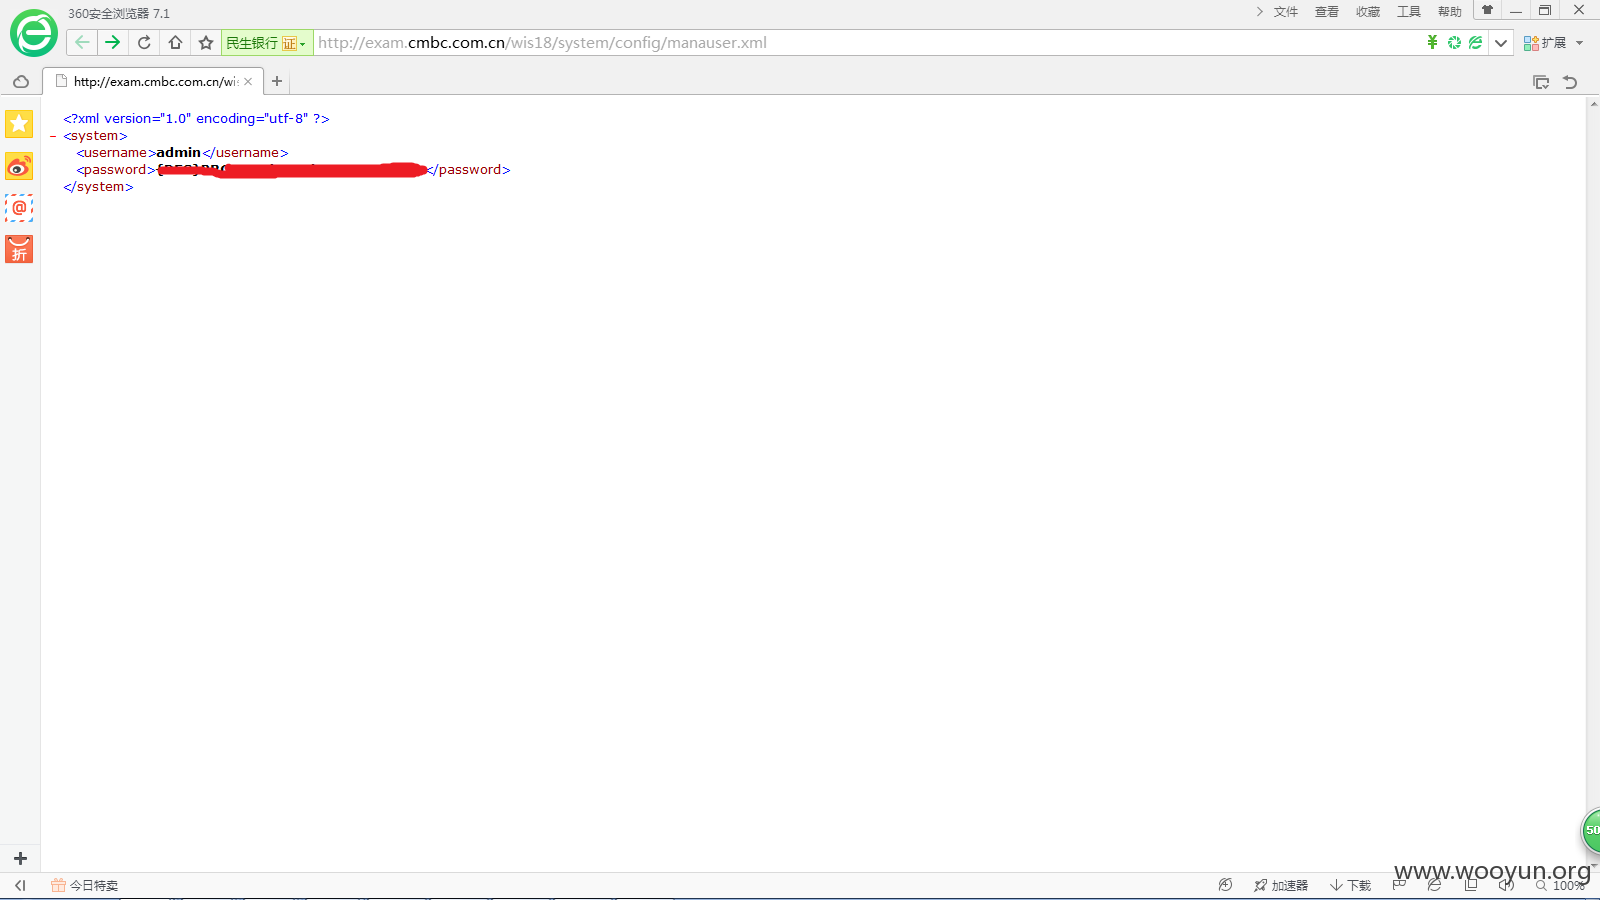 360安全浏览器 7.1
文件 查看 收藏 工具 帮助
民生银行 证 http://exam.cmbc.com.cn/wis18/system/config/manauser.xml
扩展
http://exam.cmbc.com.cn/wi
<?xml version="1.0" encoding="utf-8" ?>
- <system>
<username>admin</username>
<password></password>
</system>
@
折
50
www.wooyun.org
今日特卖
加速器 下载 100%